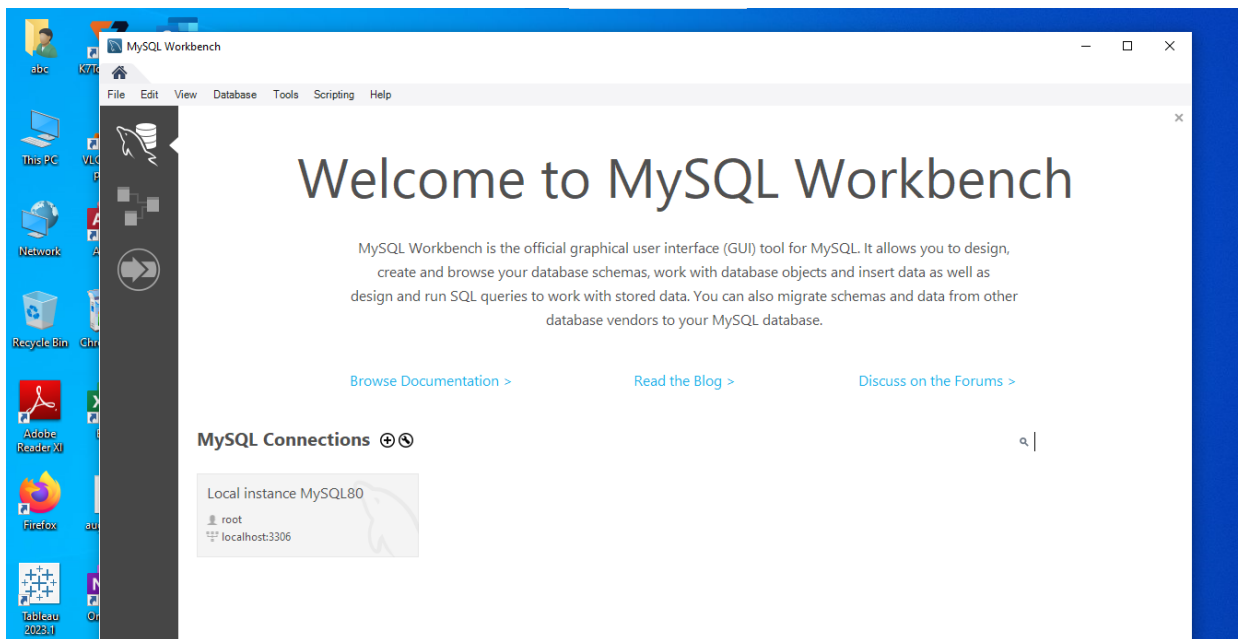 MySQL Workbench
File Edit View Database Tools Scripting Help
Welcome to MySQL Workbench
MySQL Workbench is the official graphical user interface (GUI) tool for MySQL. It allows you to design,
create and browse your database schemas, work with database objects and insert data as well as
design and run SQL queries to work with stored data. You can also migrate schemas and data from other
database vendors to your MySQL database.
Browse Documentation > Read the Blog > Discuss on the Forums >
MySQL Connections
Local instance MySQL80
root
localhost:3306
abc
This PC
Network
Recycle Bin
Adobe
Reader XI
Firefox
Tableau
2023.1